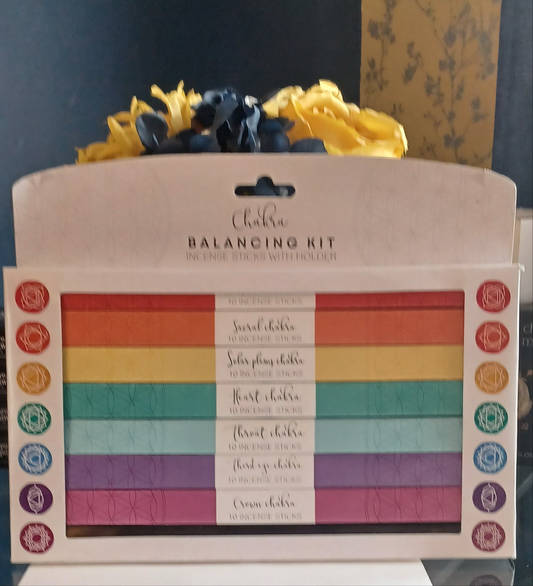 Chakra
BALANCING KIT
INCENSE STICKS WITH HOLDER
10 INCENSE STICKS
Sacral chakra
10 INCENSE STICKS
Solar plexus chakra
10 INCENSE STICKS
Heart chakra
10 INCENSE STICKS
Throat chakra
10 INCENSE STICKS
Third eye chakra
10 INCENSE STICKS
Crown chakra
10 INCENSE STICKS